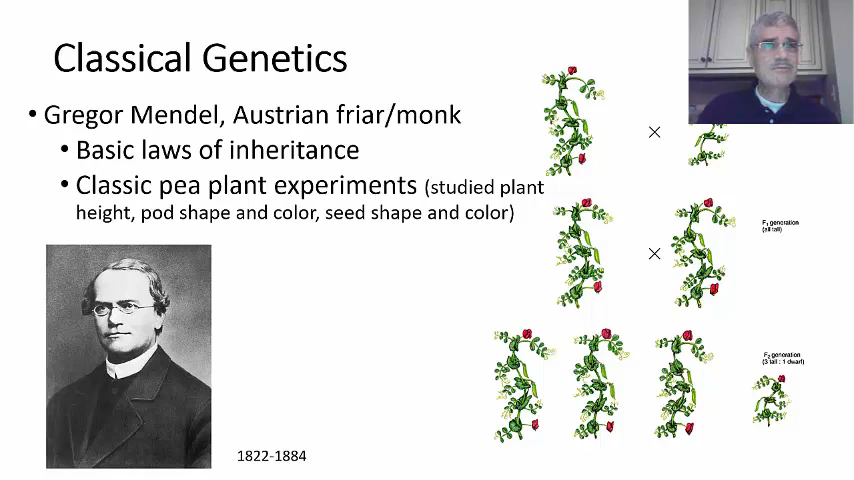 Classical Genetics
• Gregor Mendel, Austrian friar/monk
• Basic laws of inheritance
• Classic pea plant experiments (studied plant
height, pod shape and color, seed shape and color)
1822-1884
×
F₁ generation
(all tall)
×
F₂ generation
(3 tall : 1 dwarf)